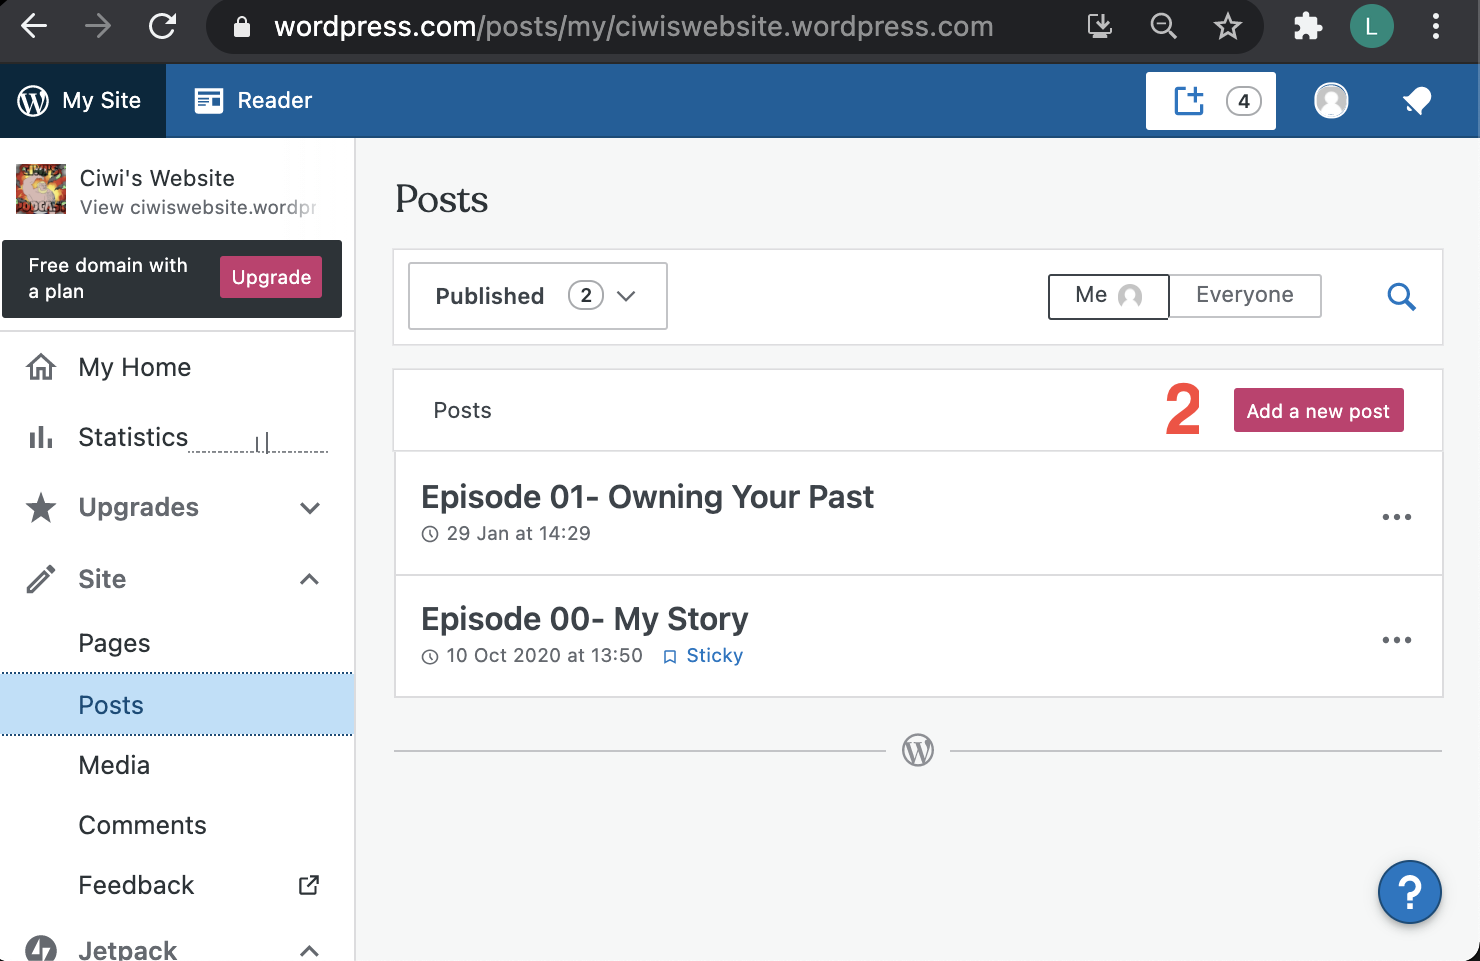 wordpress.com/posts/my/ciwiswebsite.wordpress.com
L
My Site
Reader
4
Ciwi's Website
View ciwiswebsite.wordpr
Free domain with
a plan
Upgrade
My Home
Statistics
Upgrades
Site
Pages
Posts
Media
Comments
Feedback
Jetpack
Posts
Published 2
Me
Everyone
Posts
2
Add a new post
Episode 01- Owning Your Past
29 Jan at 14:29
Episode 00- My Story
10 Oct 2020 at 13:50 Sticky
?